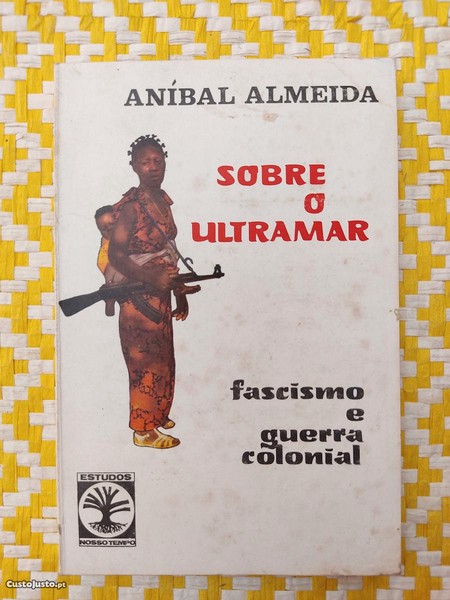 ANÍBAL ALMEIDA
SOBRE
O
ULTRAMAR
fascismo
e
guerra
colonial
ESTUDOS
NOSSO TEMPO
CustoJusto.pt